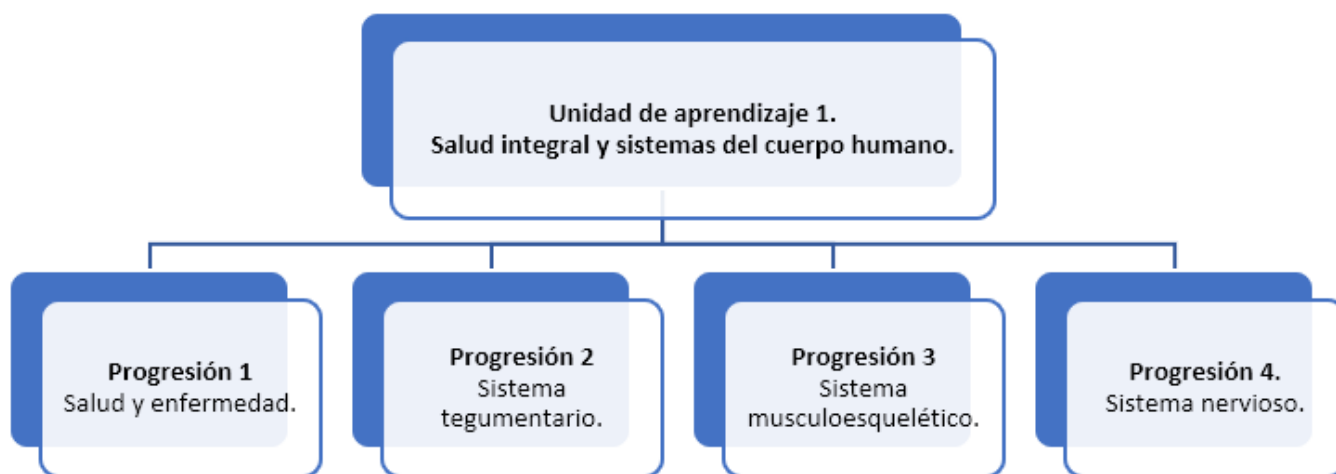 Unidad de aprendizaje 1.
Salud integral y sistemas del cuerpo humano.
Progresión 1
Salud y enfermedad.
Progresión 2
Sistema
tegumentario.
Progresión 3
Sistema
musculoesquelético.
Progresión 4.
Sistema nervioso.